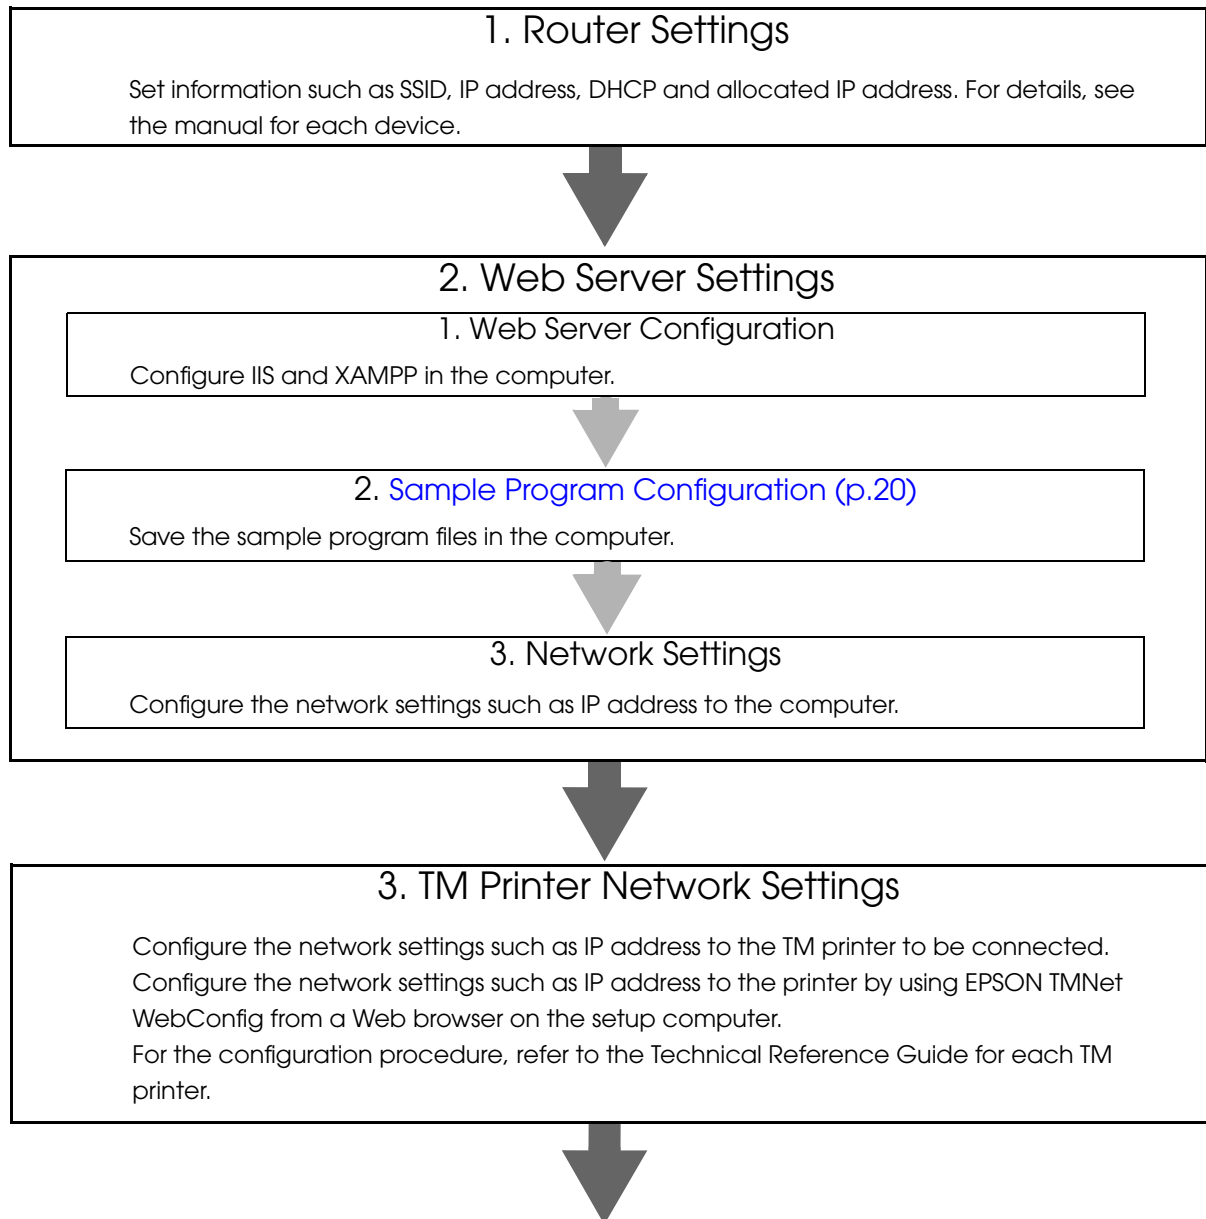 1. Router Settings
Set information such as SSID, IP address, DHCP and allocated IP address. For details, see
the manual for each device.
2. Web Server Settings
1. Web Server Configuration
Configure IIS and XAMPP in the computer.
2. Sample Program Configuration (p.20)
Save the sample program files in the computer.
3. Network Settings
Configure the network settings such as IP address to the computer.
3. TM Printer Network Settings
Configure the network settings such as IP address to the TM printer to be connected.
Configure the network settings such as IP address to the printer by using EPSON TMNet
WebConfig from a Web browser on the setup computer.
For the configuration procedure, refer to the Technical Reference Guide for each TM
printer.